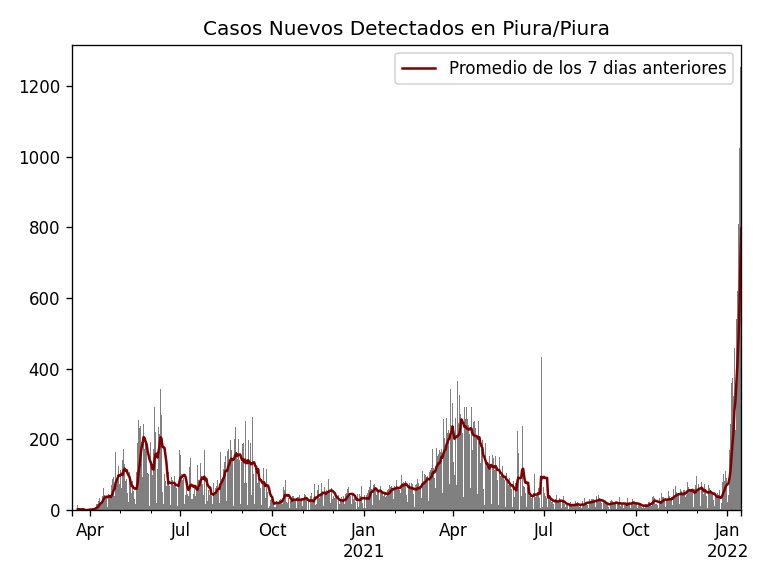 Casos Nuevos Detectados en Piura/Piura
Promedio de los 7 dias anteriores
1200
1000
800
600
400
200
0
Apr Jul Oct Jan Apr Jul Oct Jan
2021 2022